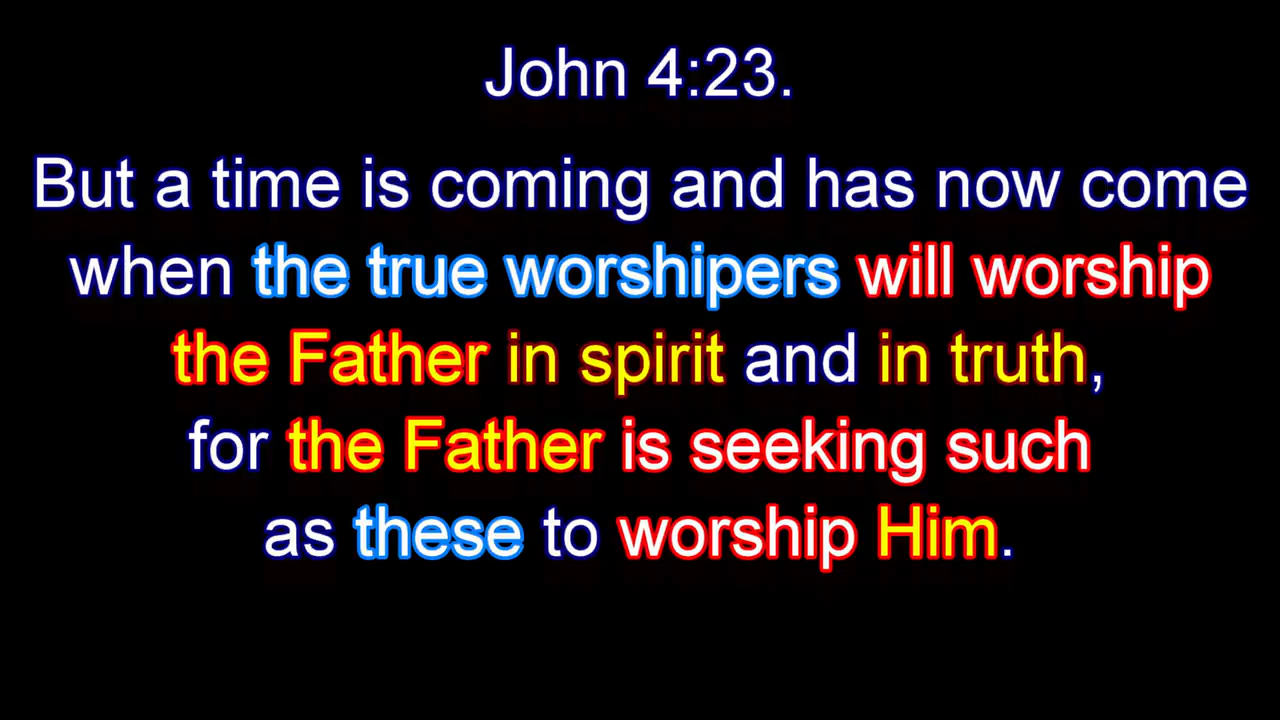 John 4:23.
But a time is coming and has now come
when the true worshipers will worship
the Father in spirit and in truth,
for the Father is seeking such
as these to worship Him.